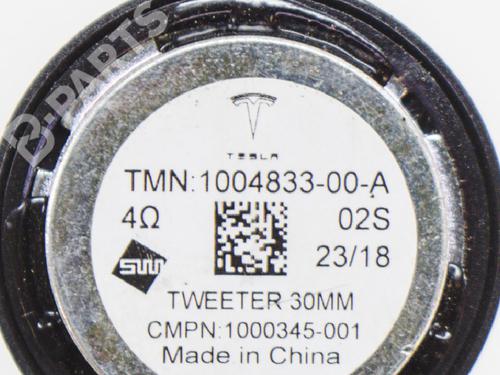 B-PARTS
TESLA
TMN:1004833-00-A
4Ω 02S
23/18
TWEETER 30MM
CMPN:1000345-001
Made in China